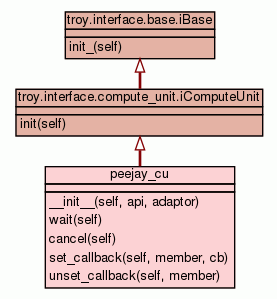 troy.interface.base.iBase
init_(self)
troy.interface.compute_unit.iComputeUnit
init(self)
peejay_cu
__init__(self, api, adaptor)
wait(self)
cancel(self)
set_callback(self, member, cb)
unset_callback(self, member)